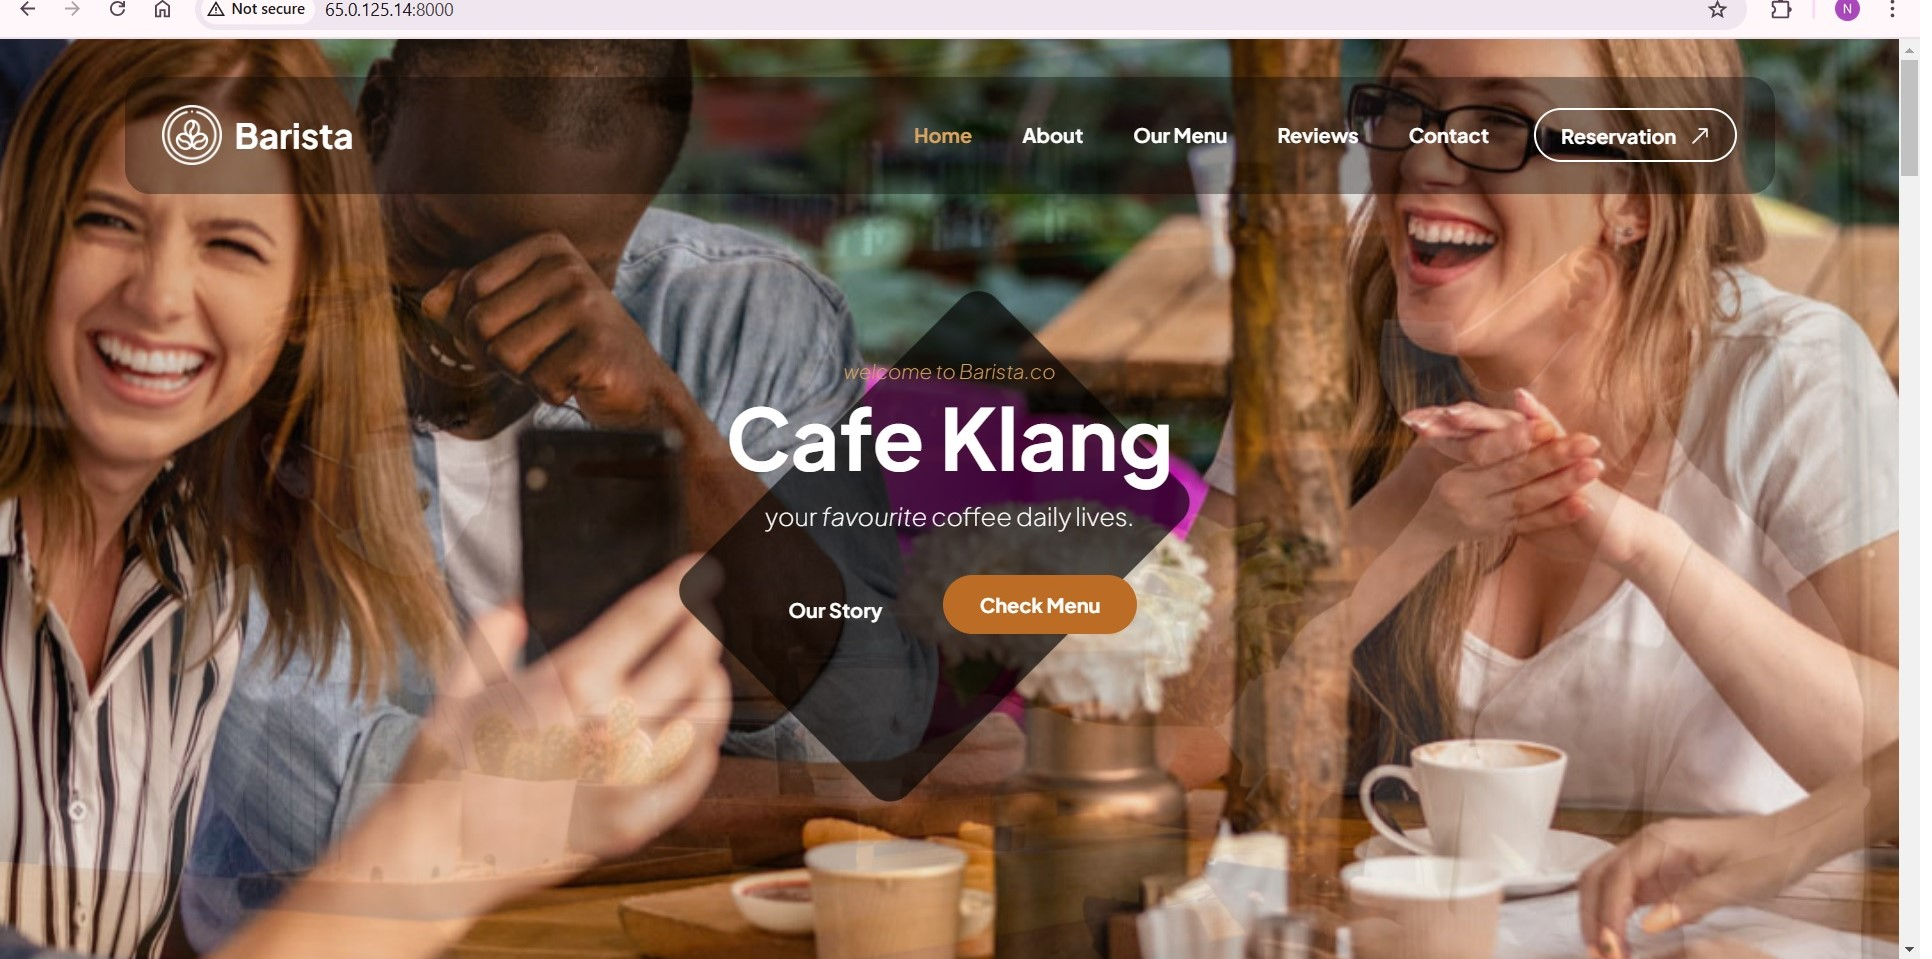 Not secure 65.0.125.14:8000
N
Barista
Home About Our Menu Reviews Contact Reservation
welcome to Barista.co
Cafe Klang
your favourite coffee daily lives.
Our Story Check Menu